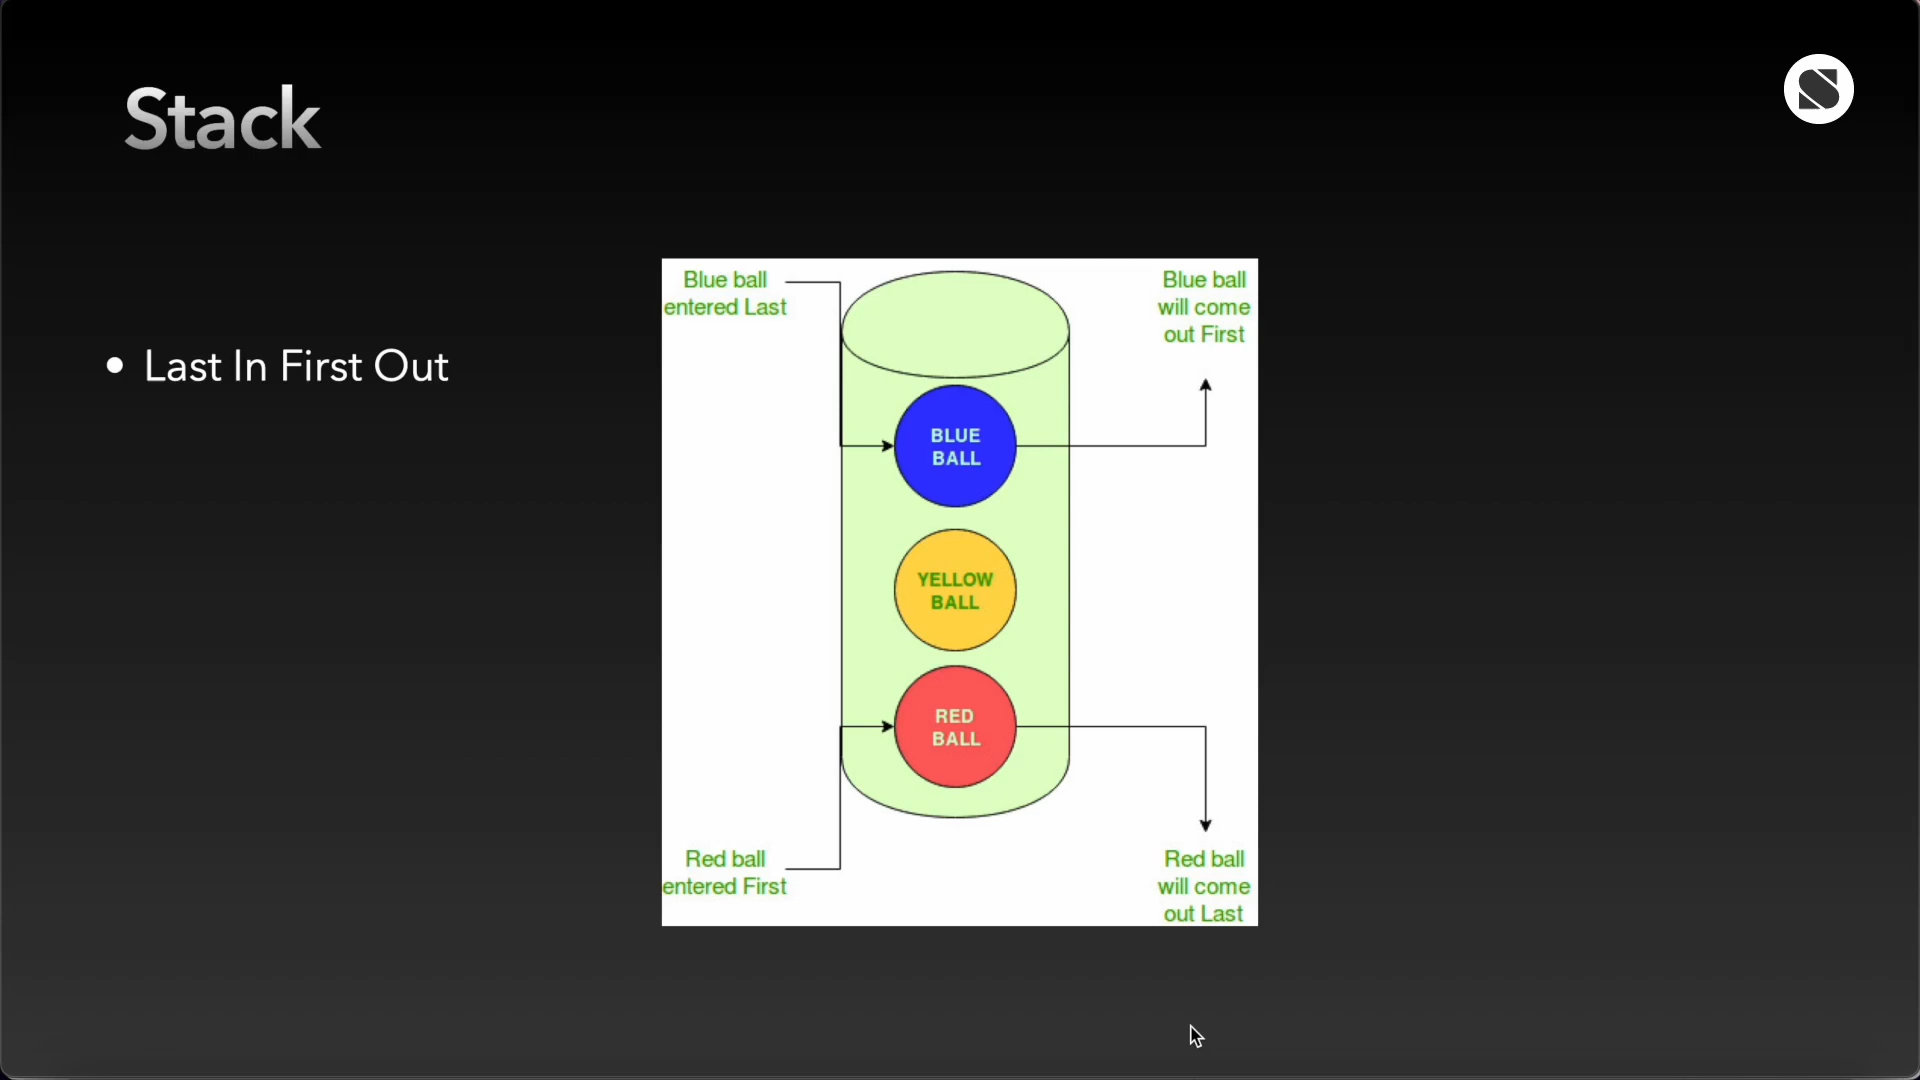 Stack
• Last In First Out
Blue ball
entered Last
Blue ball
will come
out First
BLUE
BALL
YELLOW
BALL
RED
BALL
Red ball
entered First
Red ball
will come
out Last